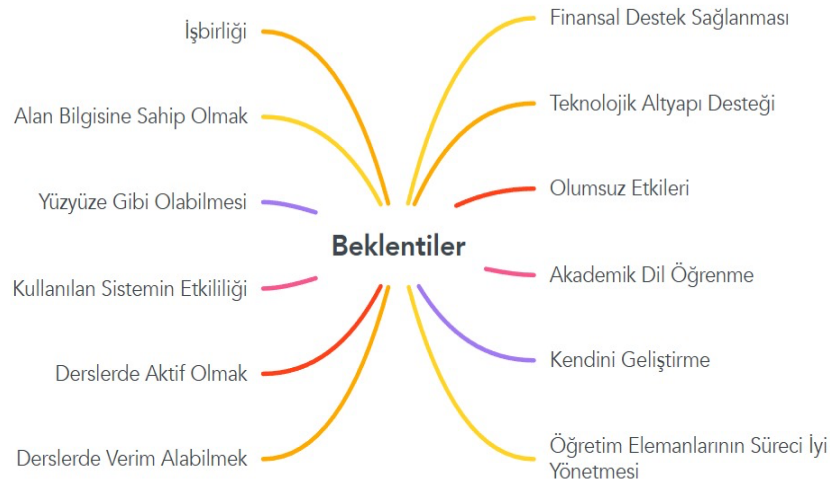 İşbirliği
Alan Bilgisine Sahip Olmak
Yüzyüze Gibi Olabilmesi
Kullanılan Sistemin Etkililiği
Derslerde Aktif Olmak
Derslerde Verim Alabilmek
Beklentiler
Finansal Destek Sağlanması
Teknolojik Altyapı Desteği
Olumsuz Etkileri
Akademik Dil Öğrenme
Kendini Geliştirme
Öğretim Elemanlarının Süreci İyi
Yönetmesi